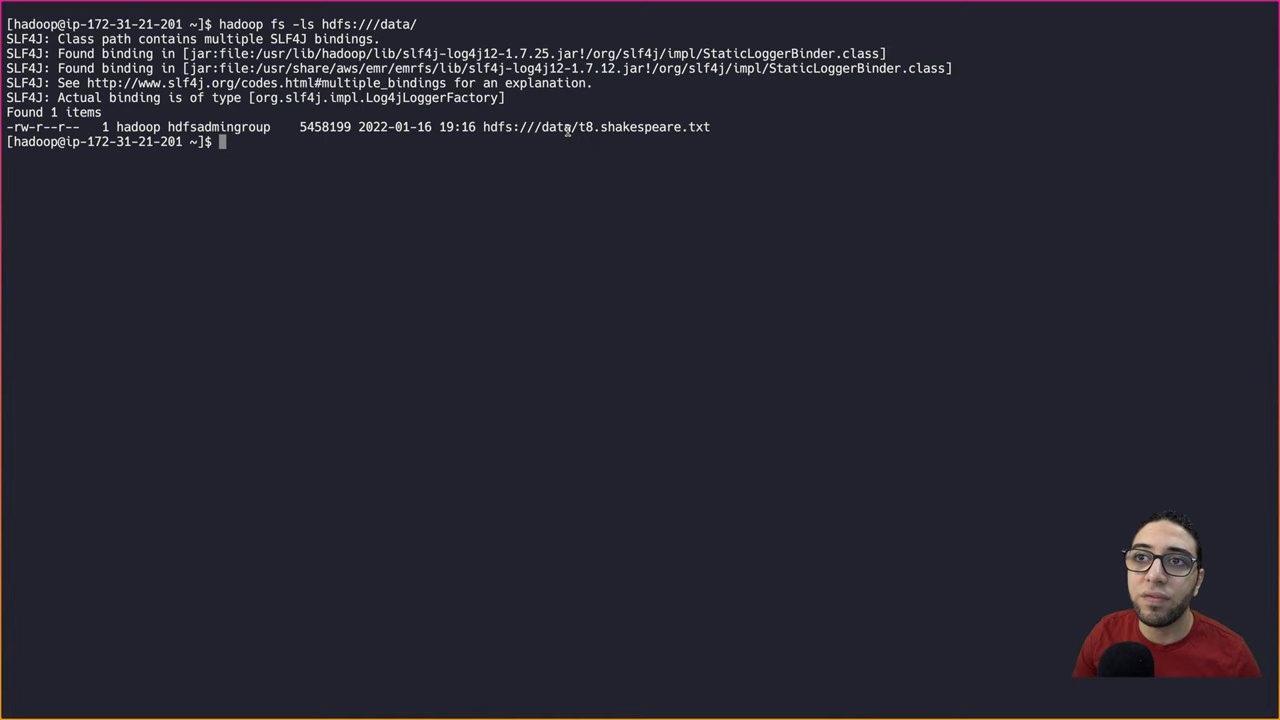 [hadoop@ip-172-31-21-201 ~]$ hadoop fs -ls hdfs:///data/
SLF4J: Class path contains multiple SLF4J bindings.
SLF4J: Found binding in [jar:file:/usr/lib/hadoop/lib/slf4j-log4j12-1.7.25.jar!/org/slf4j/impl/StaticLoggerBinder.class]
SLF4J: Found binding in [jar:file:/usr/share/aws/emr/emrfs/lib/slf4j-log4j12-1.7.12.jar!/org/slf4j/impl/StaticLoggerBinder.class]
SLF4J: See http://www.slf4j.org/codes.html#multiple_bindings for an explanation.
SLF4J: Actual binding is of type [org.slf4j.impl.Log4jLoggerFactory]
Found 1 items
-rw-r--r--   1 hadoop hdfsadmingroup    5458199 2022-01-16 19:16 hdfs:///data/t8.shakespeare.txt
[hadoop@ip-172-31-21-201 ~]$